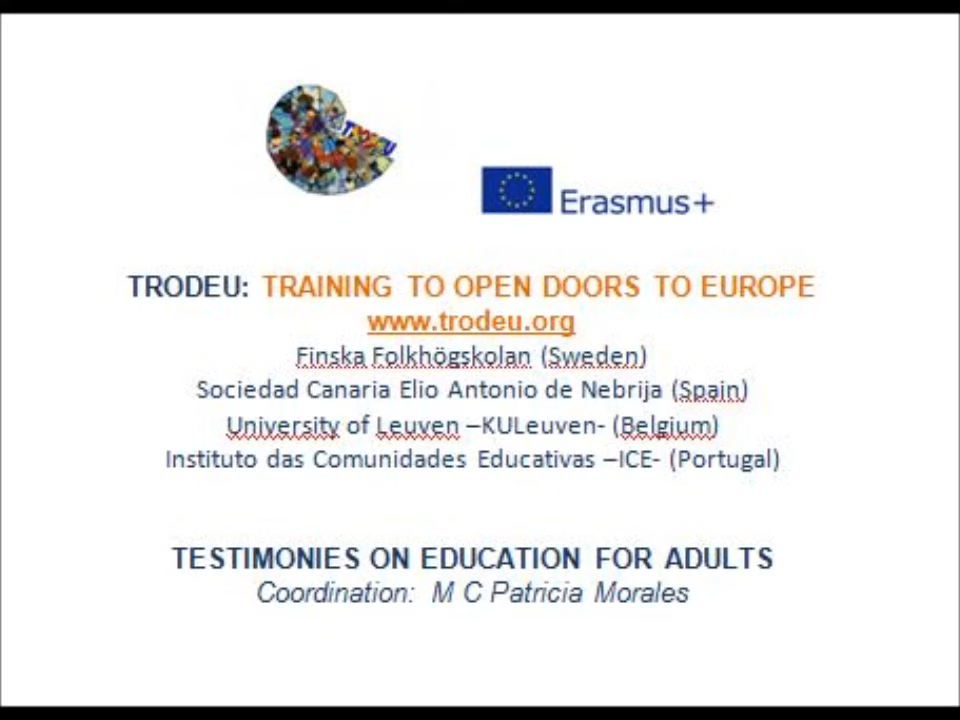 TRODEU
Erasmus+
TRODEU: TRAINING TO OPEN DOORS TO EUROPE
www.trodeu.org
Finska Folkhögskolan (Sweden)
Sociedad Canaria Elio Antonio de Nebrija (Spain)
University of Leuven –KULeuven- (Belgium)
Instituto das Comunidades Educativas –ICE- (Portugal)
TESTIMONIES ON EDUCATION FOR ADULTS
Coordination: M C Patricia Morales